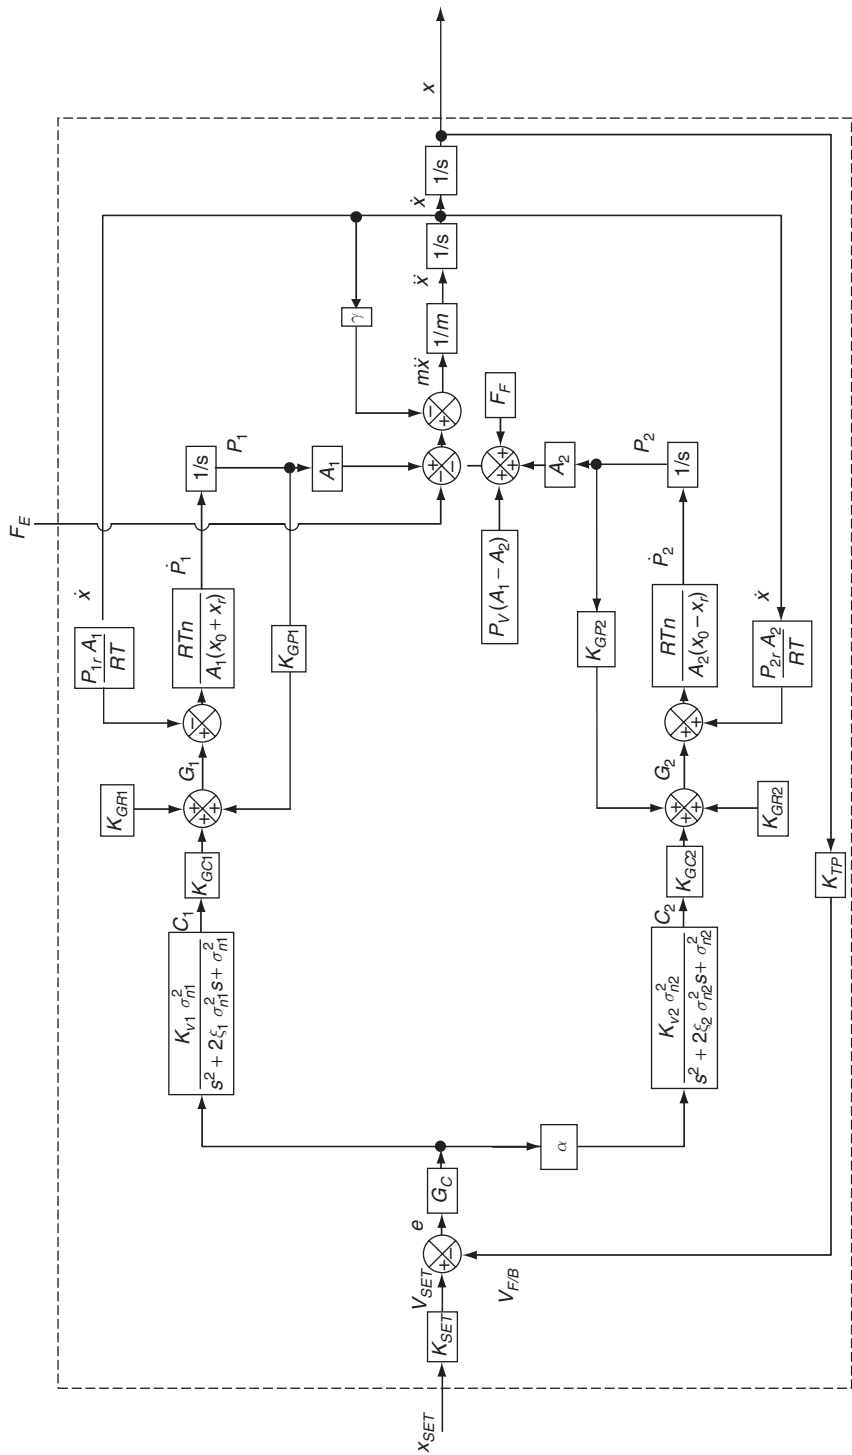 x_SET
K_SET
V_SET
+
−
V_F/B
e
G_C
α
K_v1 σ²_n1
s² + 2ξ_1 σ²_n1 s + σ²_n1
C_1
K_GC1
K_GR1
+
+
+
G_1
+
−
P_1r A_1
RT
ẋ
RTn
A_1(x_0 + x_r)
Ṗ_1
1/s
P_1
K_GP1
A_1
F_E
K_v2 σ²_n2
s² + 2ξ_2 σ²_n2 s + σ²_n2
C_2
K_GC2
K_GR2
+
+
+
G_2
+
+
P_2r A_2
RT
ẋ
RTn
A_2(x_0 − x_r)
Ṗ_2
1/s
P_2
K_GP2
A_2
P_V (A_1 − A_2)
F_F
+
+
+
+
−
−
−
+
mẍ
γ
1/m
ẍ
1/s
ẋ
1/s
x
K_TP